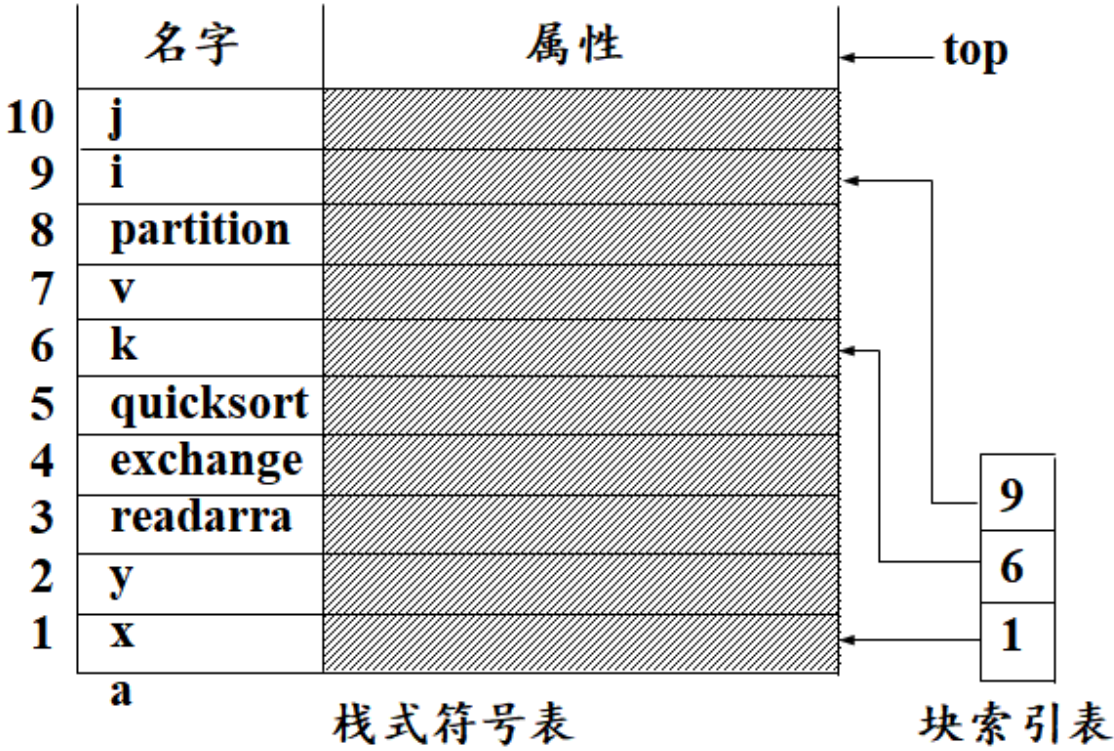 名字 属性 top
10 j
9 i
8 partition
7 v
6 k
5 quicksort
4 exchange
3 readarra
2 y
1 x
a
9
6
1
栈式符号表 块索引表